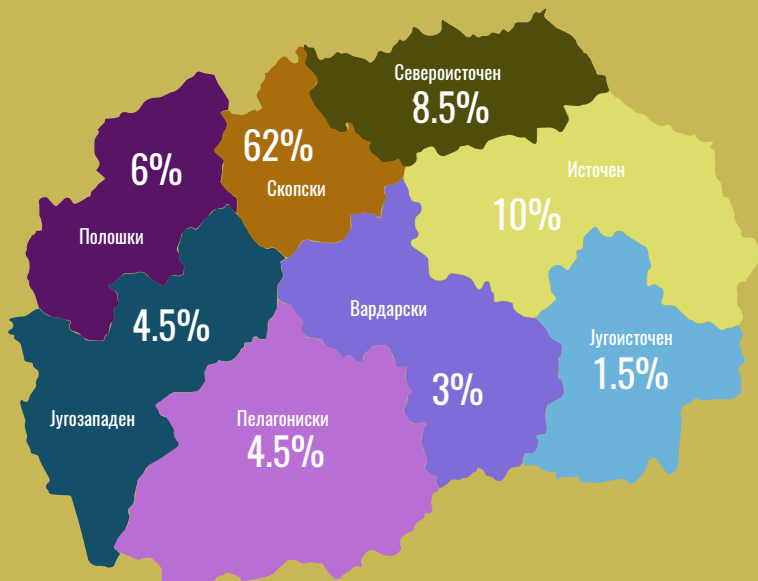 Североисточен
8.5%
62%
Скопски
6%
Полошки
Источен
10%
4.5%
Југозападен
Вардарски
3%
Југоисточен
1.5%
Пелагониски
4.5%